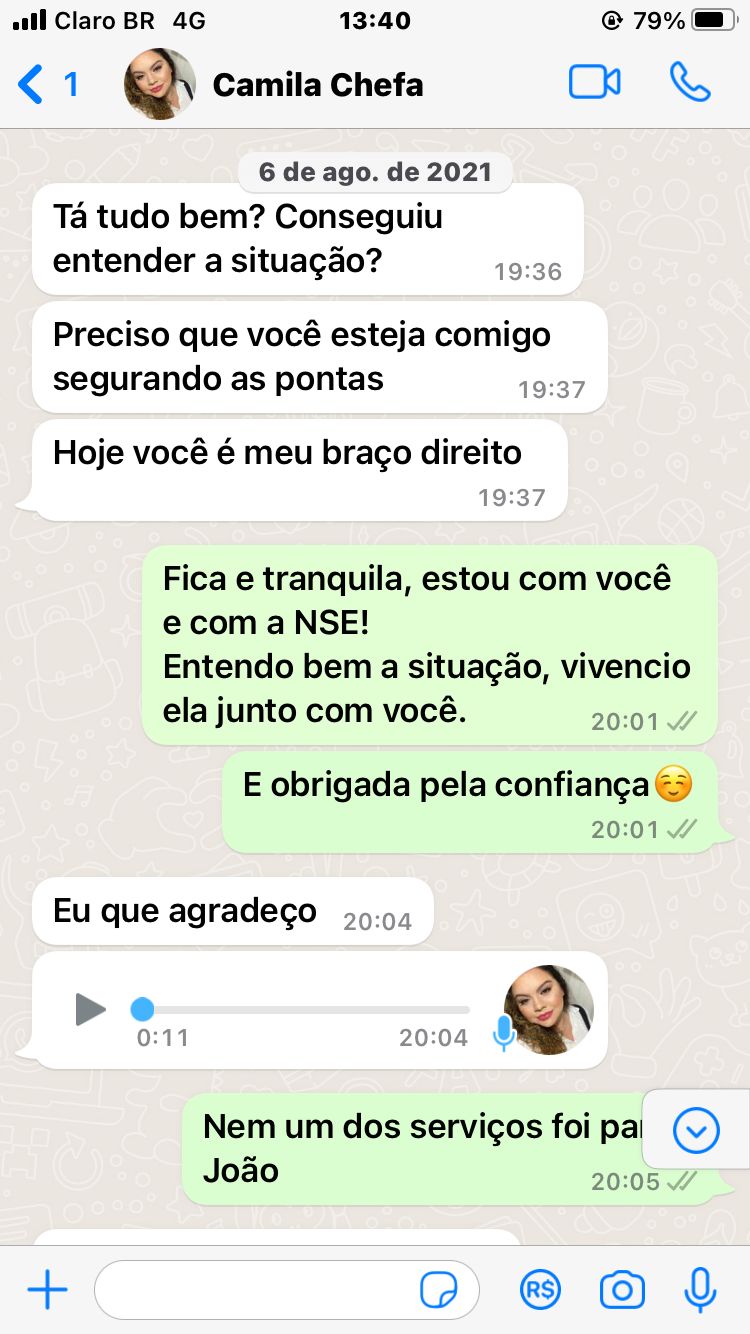 Claro BR 4G 13:40 79%
1 Camila Chefa
6 de ago. de 2021
Tá tudo bem? Conseguiu
entender a situação? 19:36
Preciso que você esteja comigo
segurando as pontas 19:37
Hoje você é meu braço direito
19:37
Fica e tranquila, estou com você
e com a NSE!
Entendo bem a situação, vivencio
ela junto com você. 20:01
E obrigada pela confiança☺️
20:01
Eu que agradeço 20:04
0:11 20:04
Nem um dos serviços foi
João 20:05
R$